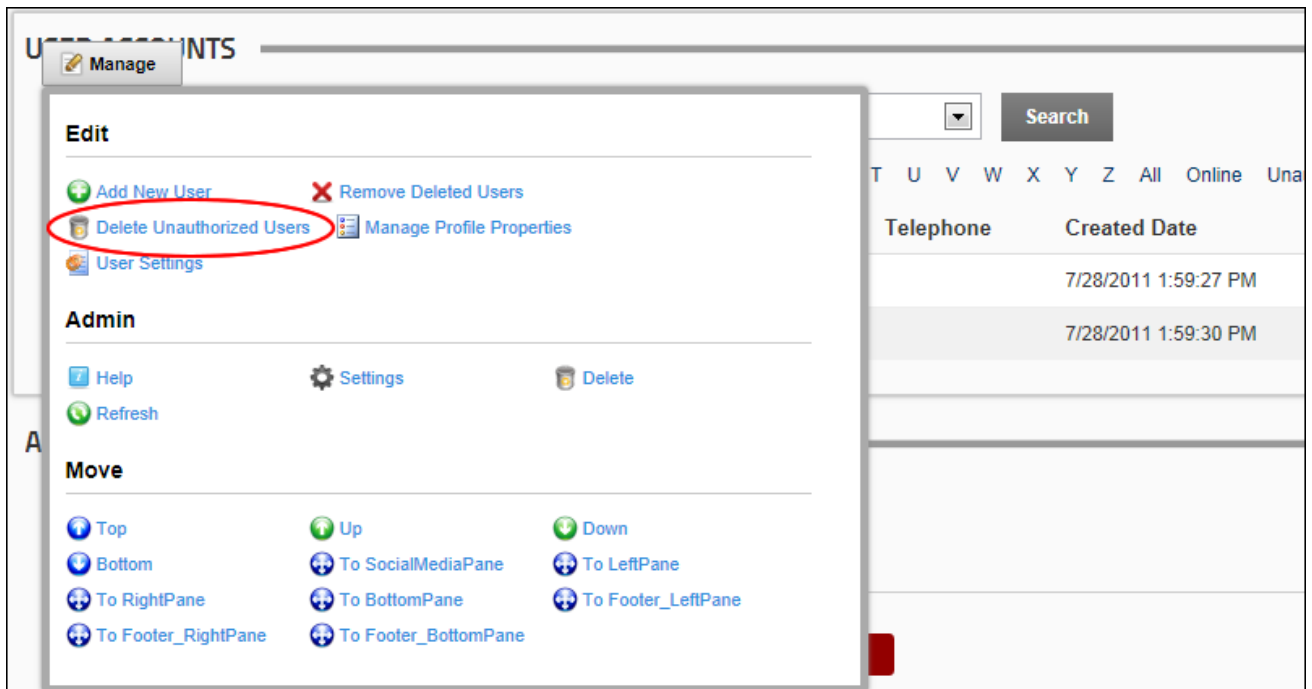 USER ACCOUNTS
Manage
Search
Edit
T U V W X Y Z All Online
Add New User Remove Deleted Users
Delete Unauthorized Users Manage Profile Properties
Telephone Created Date
User Settings
7/28/2011 1:59:27 PM
Admin
7/28/2011 1:59:30 PM
Help Settings Delete
Refresh
A
Move
Top Up Down
Bottom To SocialMediaPane To LeftPane
To RightPane To BottomPane To Footer_LeftPane
To Footer_RightPane To Footer_BottomPane